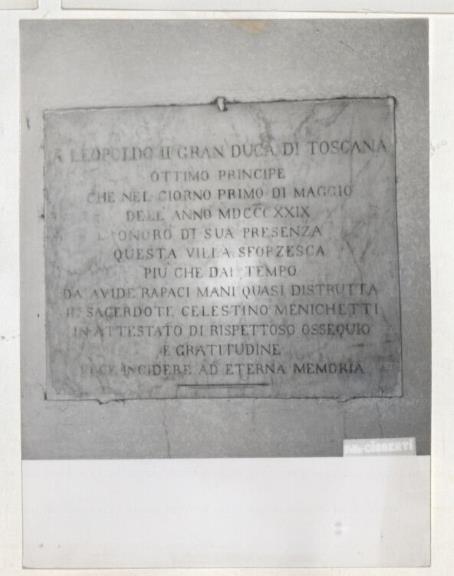 A LEOPOLDO II GRAN DUCA DI TOSCANA
OTTIMO PRINCIPE
CHE NEL GIORNO PRIMO DI MAGGIO
DELL'ANNO MDCCCXXIX
ONORO DI SUA PRESENZA
QUESTA VILLA SFORZESCA
PIU CHE DAL TEMPO
DA AVIDE RAPACI MANI QUASI DISTRUTTA
IL SACERDOTE CELESTINO MENICHETTI
IN ATTESTATO DI RISPETTOSO OSSEQUIO
E GRATITUDINE
FECE INCIDERE AD ETERNA MEMORIA